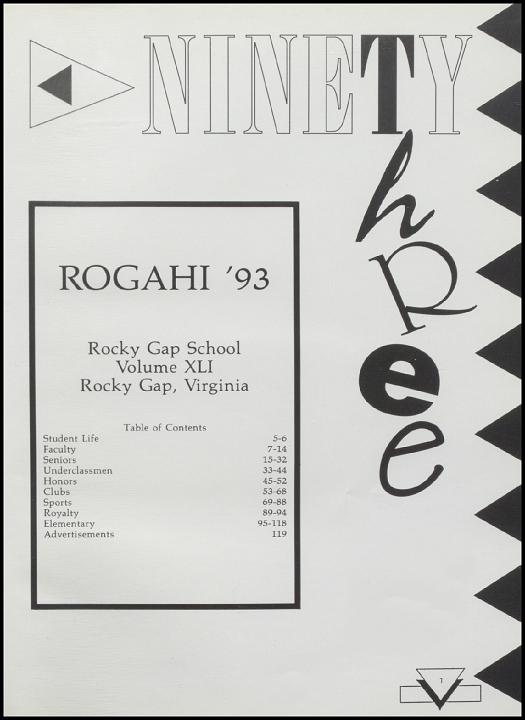 NINETY
ThRee
ROGAHI '93
Rocky Gap School
Volume XLI
Rocky Gap, Virginia
Table of Contents
Student Life 5-6
Faculty 7-14
Seniors 15-32
Underclassmen 33-44
Honors 45-52
Clubs 53-68
Sports 69-88
Royalty 89-94
Elementary 95-118
Advertisements 119
1